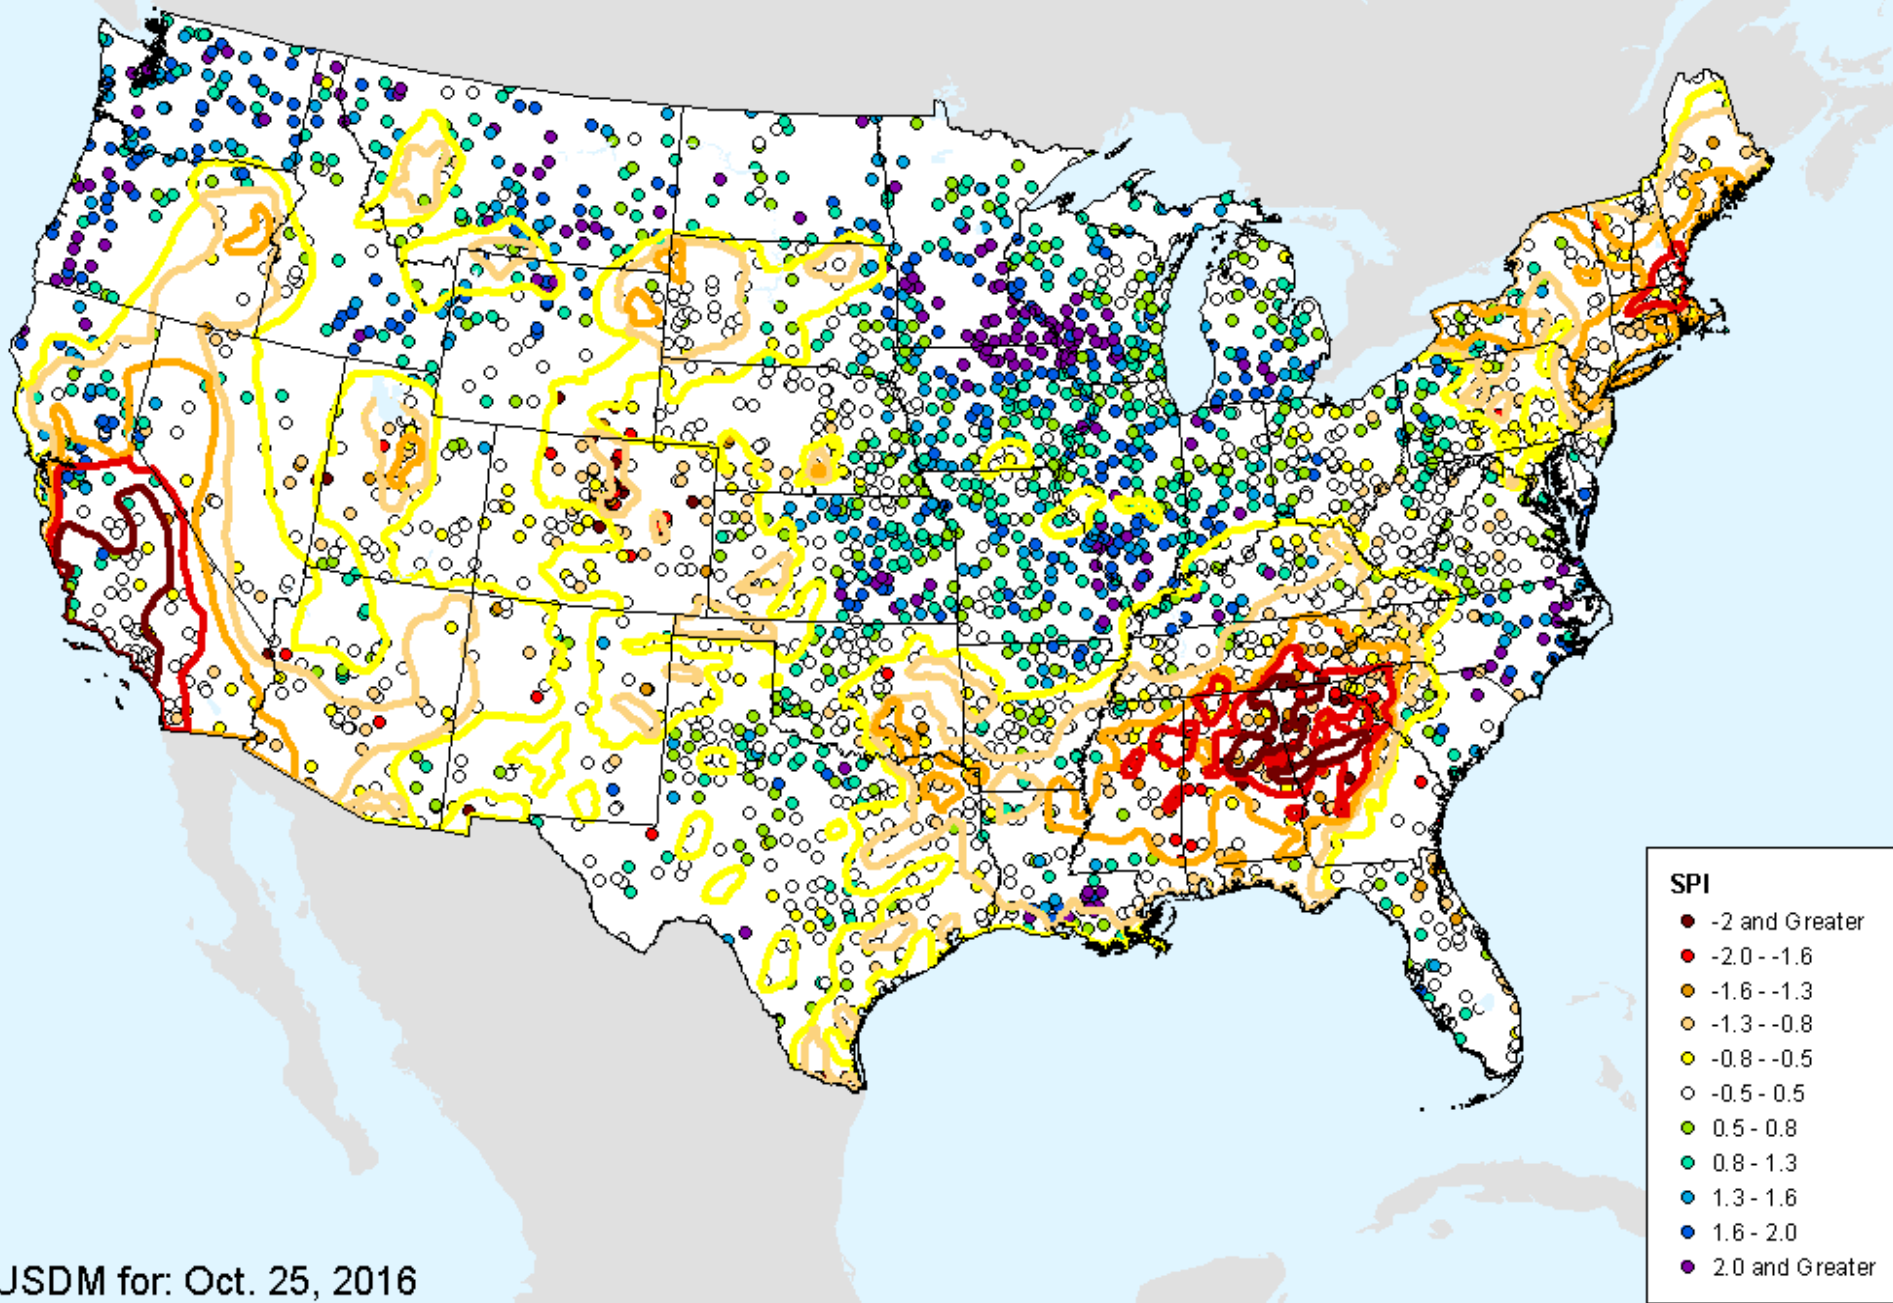 SPI
-2 and Greater
-2.0 - -1.6
-1.6 - -1.3
-1.3 - -0.8
-0.8 - -0.5
-0.5 - 0.5
0.5 - 0.8
0.8 - 1.3
1.3 - 1.6
1.6 - 2.0
2.0 and Greater
USDM for: Oct. 25, 2016